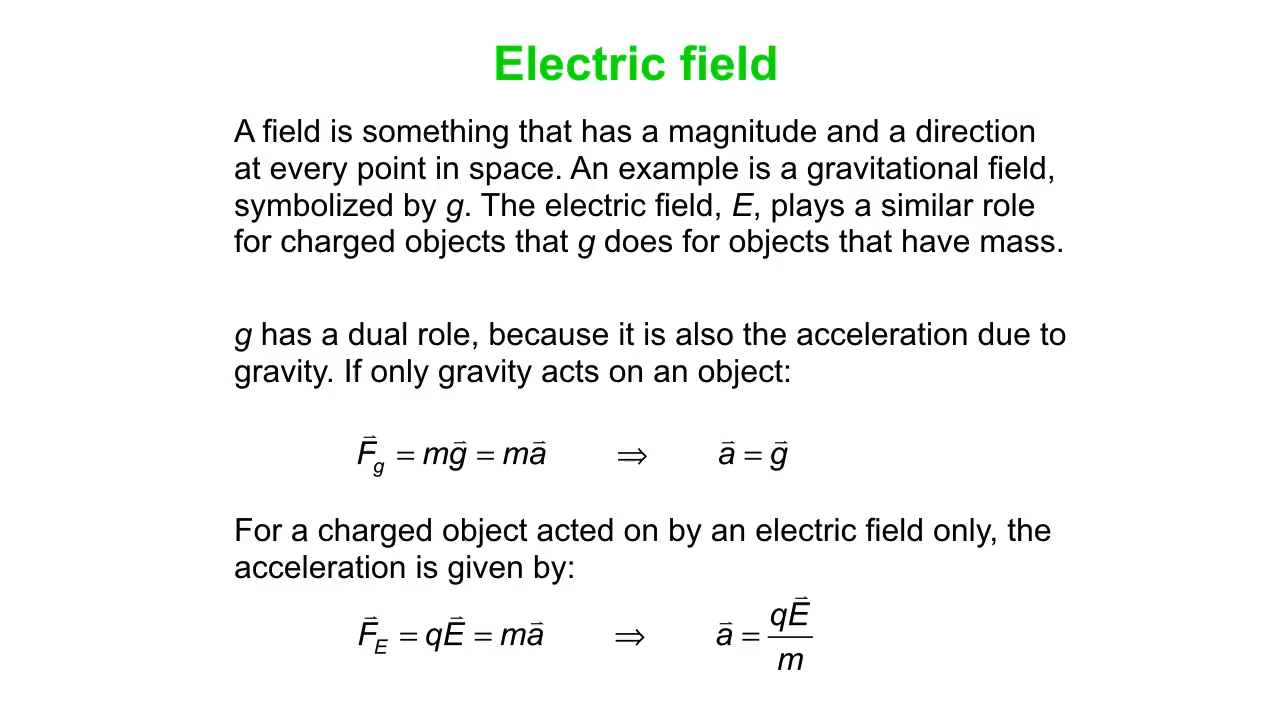 Electric field
A field is something that has a magnitude and a direction
at every point in space. An example is a gravitational field,
symbolized by g. The electric field, E, plays a similar role
for charged objects that g does for objects that have mass.
g has a dual role, because it is also the acceleration due to
gravity. If only gravity acts on an object:
F⃗_g = mg⃗ = ma⃗ ⇒ a⃗ = g⃗
For a charged object acted on by an electric field only, the
acceleration is given by:
F⃗_E = qE⃗ = ma⃗ ⇒ a⃗ = qE⃗/m